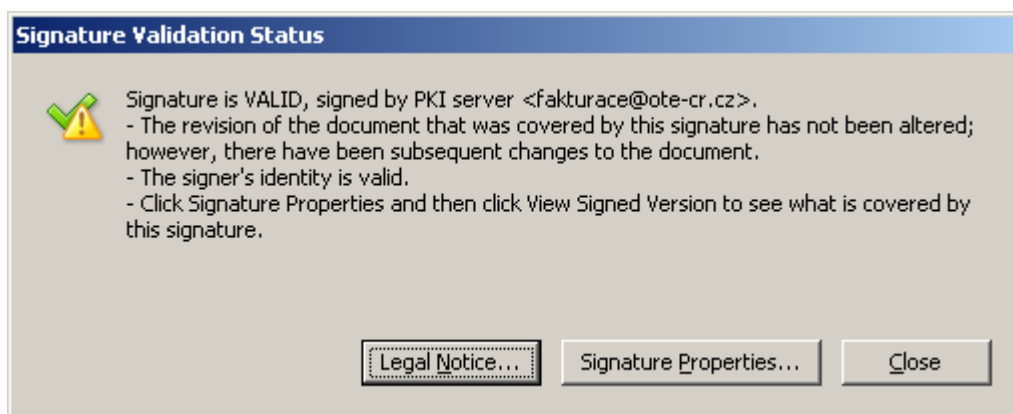 Signature Validation Status
Signature is VALID, signed by PKI server <fakturace@ote-cr.cz>.
- The revision of the document that was covered by this signature has not been altered;
however, there have been subsequent changes to the document.
- The signer's identity is valid.
- Click Signature Properties and then click View Signed Version to see what is covered by
this signature.
Legal Notice... Signature Properties... Close